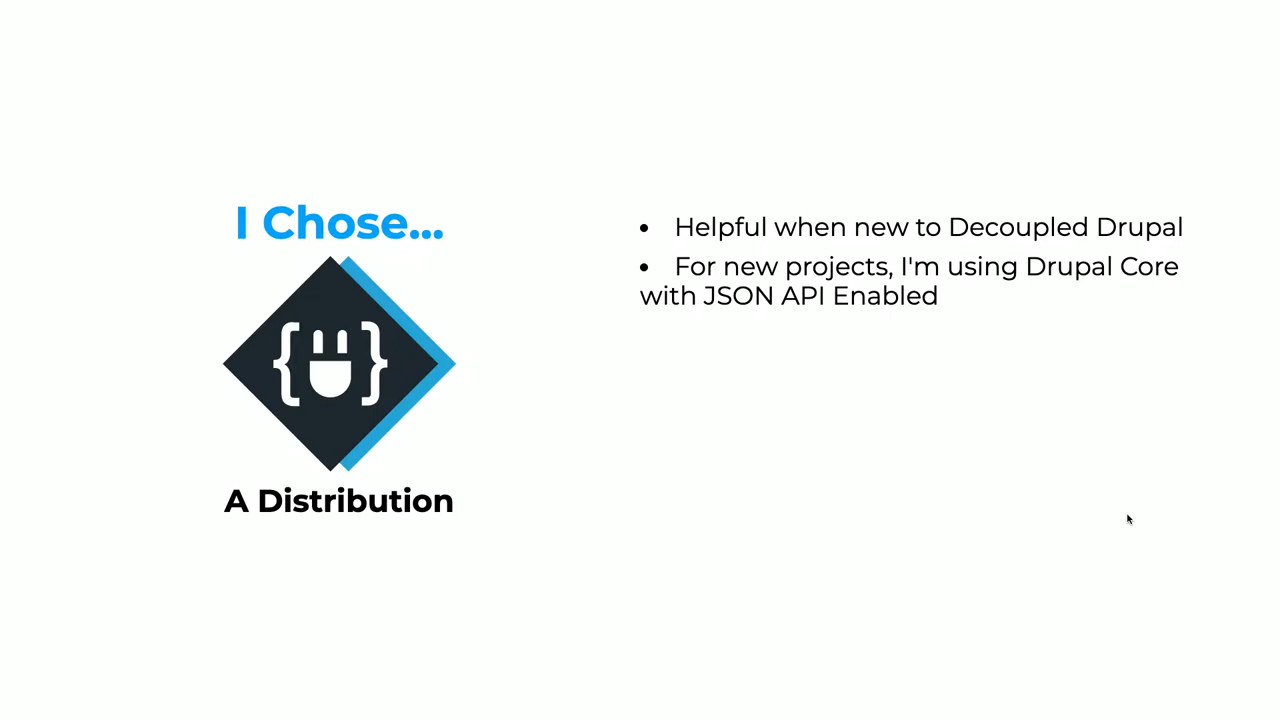 I Chose...
A Distribution
• Helpful when new to Decoupled Drupal
• For new projects, I'm using Drupal Core
with JSON API Enabled